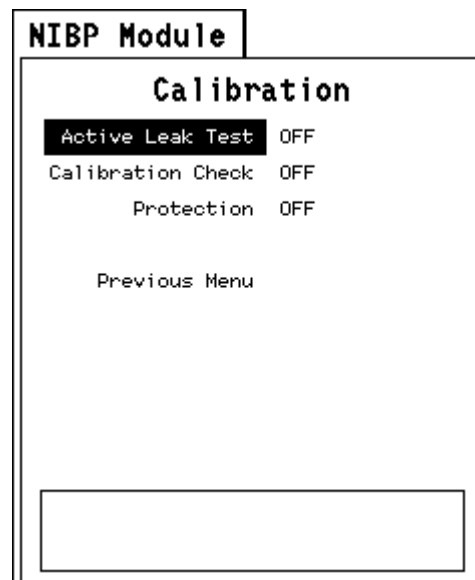 NIBP Module
Calibration
Active Leak Test OFF
Calibration Check OFF
Protection OFF
Previous Menu